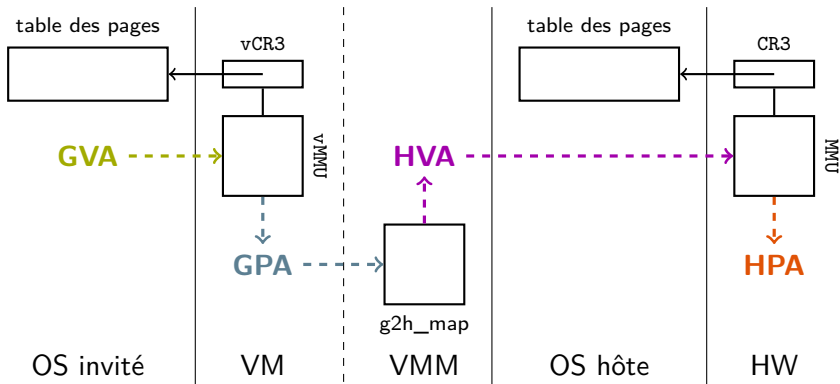 table des pages
vCR3
table des pages
CR3
GVA
vMMU
HVA
MMU
GPA
HPA
g2h_map
OS invité
VM
VMM
OS hôte
HW